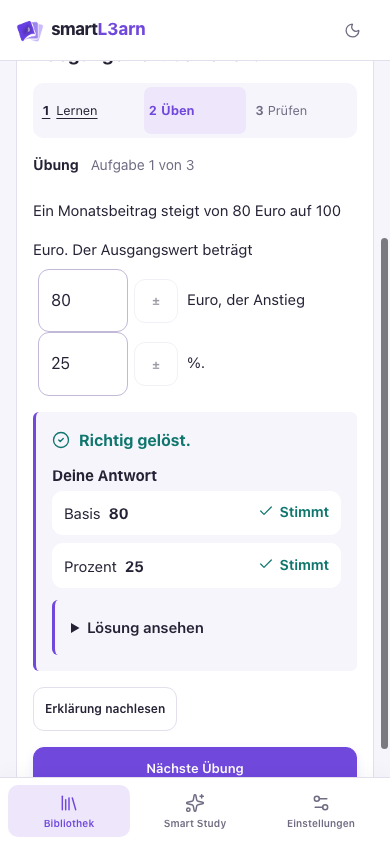 smartL3arn
1 Lernen
2 Üben
3 Prüfen
Übung Aufgabe 1 von 3
Ein Monatsbeitrag steigt von 80 Euro auf 100
Euro. Der Ausgangswert beträgt
80 ± Euro, der Anstieg
25 ± %.
Richtig gelöst.
Deine Antwort
Basis 80 Stimmt
Prozent 25 Stimmt
Lösung ansehen
Erklärung nachlesen
Nächste Übung
Bibliothek
Smart Study
Einstellungen